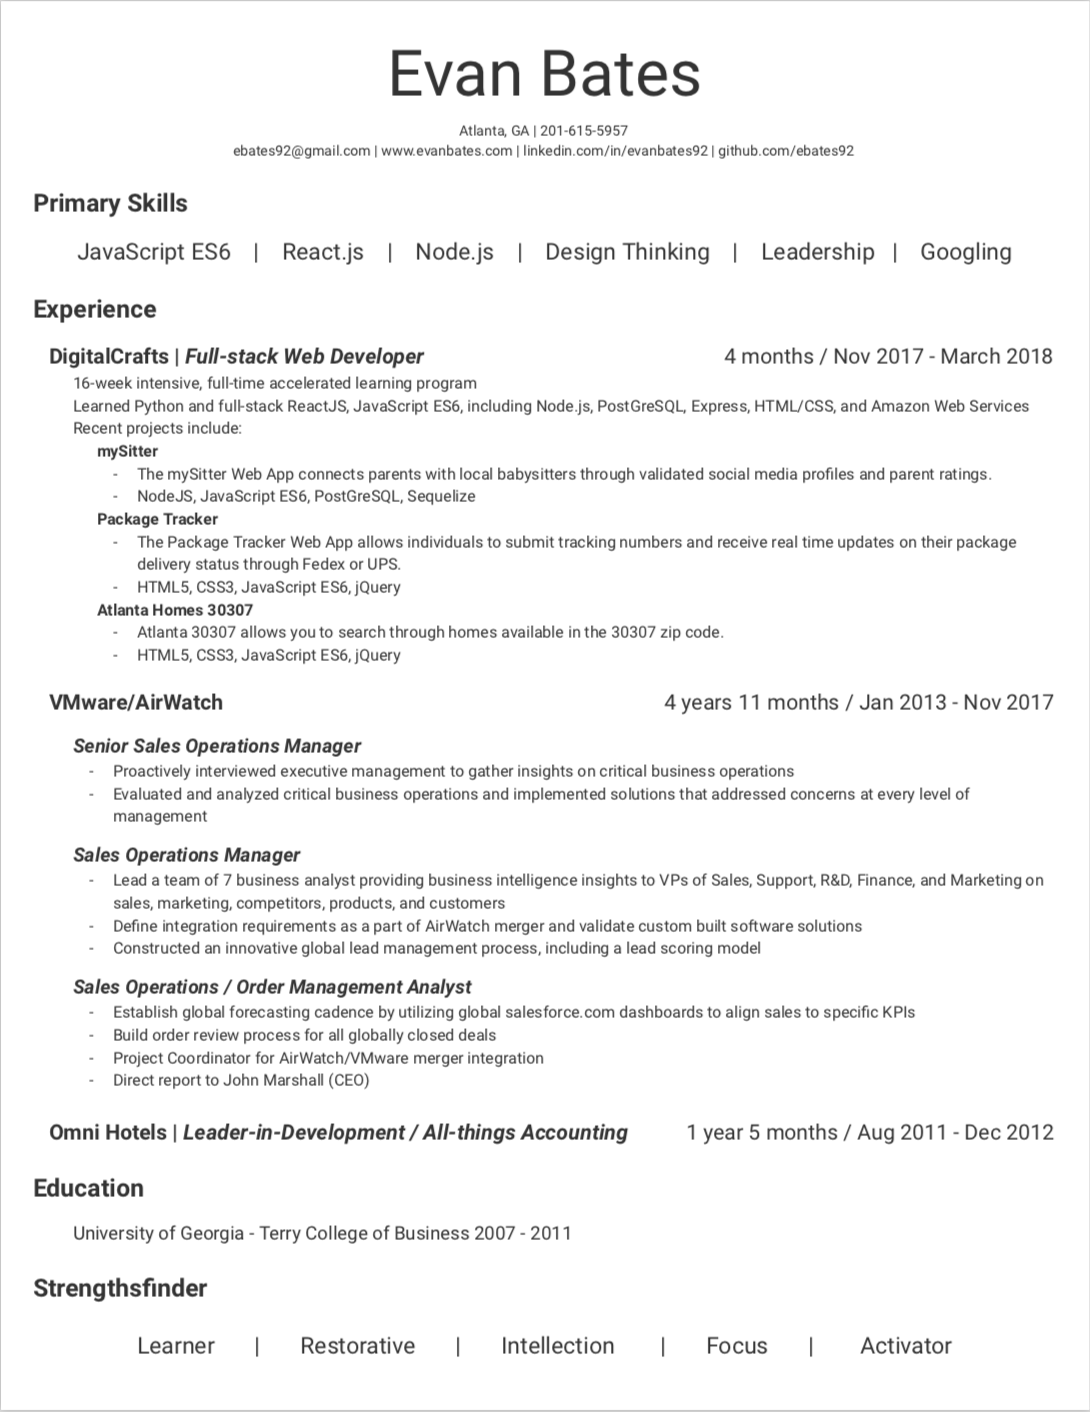 Evan Bates
Atlanta, GA | 201-615-5957
ebates92@gmail.com | www.evanbates.com | linkedin.com/in/evanbates92 | github.com/ebates92
Primary Skills
JavaScript ES6 | React.js | Node.js | Design Thinking | Leadership | Googling
Experience
DigitalCrafts | Full-stack Web Developer 4 months / Nov 2017 - March 2018
16-week intensive, full-time accelerated learning program
Learned Python and full-stack ReactJS, JavaScript ES6, including Node.js, PostGreSQL, Express, HTML/CSS, and Amazon Web Services
Recent projects include:
mySitter
- The mySitter Web App connects parents with local babysitters through validated social media profiles and parent ratings.
- NodeJS, JavaScript ES6, PostGreSQL, Sequelize
Package Tracker
- The Package Tracker Web App allows individuals to submit tracking numbers and receive real time updates on their package
delivery status through Fedex or UPS.
- HTML5, CSS3, JavaScript ES6, jQuery
Atlanta Homes 30307
- Atlanta 30307 allows you to search through homes available in the 30307 zip code.
- HTML5, CSS3, JavaScript ES6, jQuery
VMware/AirWatch 4 years 11 months / Jan 2013 - Nov 2017
Senior Sales Operations Manager
- Proactively interviewed executive management to gather insights on critical business operations
- Evaluated and analyzed critical business operations and implemented solutions that addressed concerns at every level of
management
Sales Operations Manager
- Lead a team of 7 business analyst providing business intelligence insights to VPs of Sales, Support, R&D, Finance, and Marketing on
sales, marketing, competitors, products, and customers
- Define integration requirements as a part of AirWatch merger and validate custom built software solutions
- Constructed an innovative global lead management process, including a lead scoring model
Sales Operations / Order Management Analyst
- Establish global forecasting cadence by utilizing global salesforce.com dashboards to align sales to specific KPIs
- Build order review process for all globally closed deals
- Project Coordinator for AirWatch/VMware merger integration
- Direct report to John Marshall (CEO)
Omni Hotels | Leader-in-Development / All-things Accounting 1 year 5 months / Aug 2011 - Dec 2012
Education
University of Georgia - Terry College of Business 2007 - 2011
Strengthsfinder
Learner | Restorative | Intellection | Focus | Activator